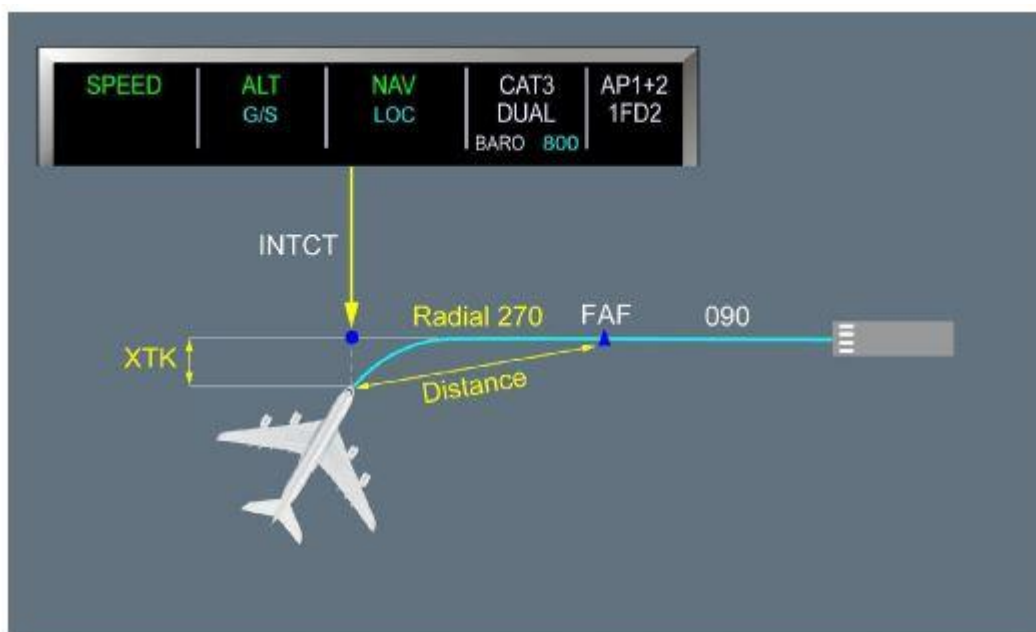 SPEED ALT NAV CAT3 AP1+2
G/S LOC DUAL 1FD2
BARO 800
INTCT
Radial 270 FAF 090
XTK
Distance